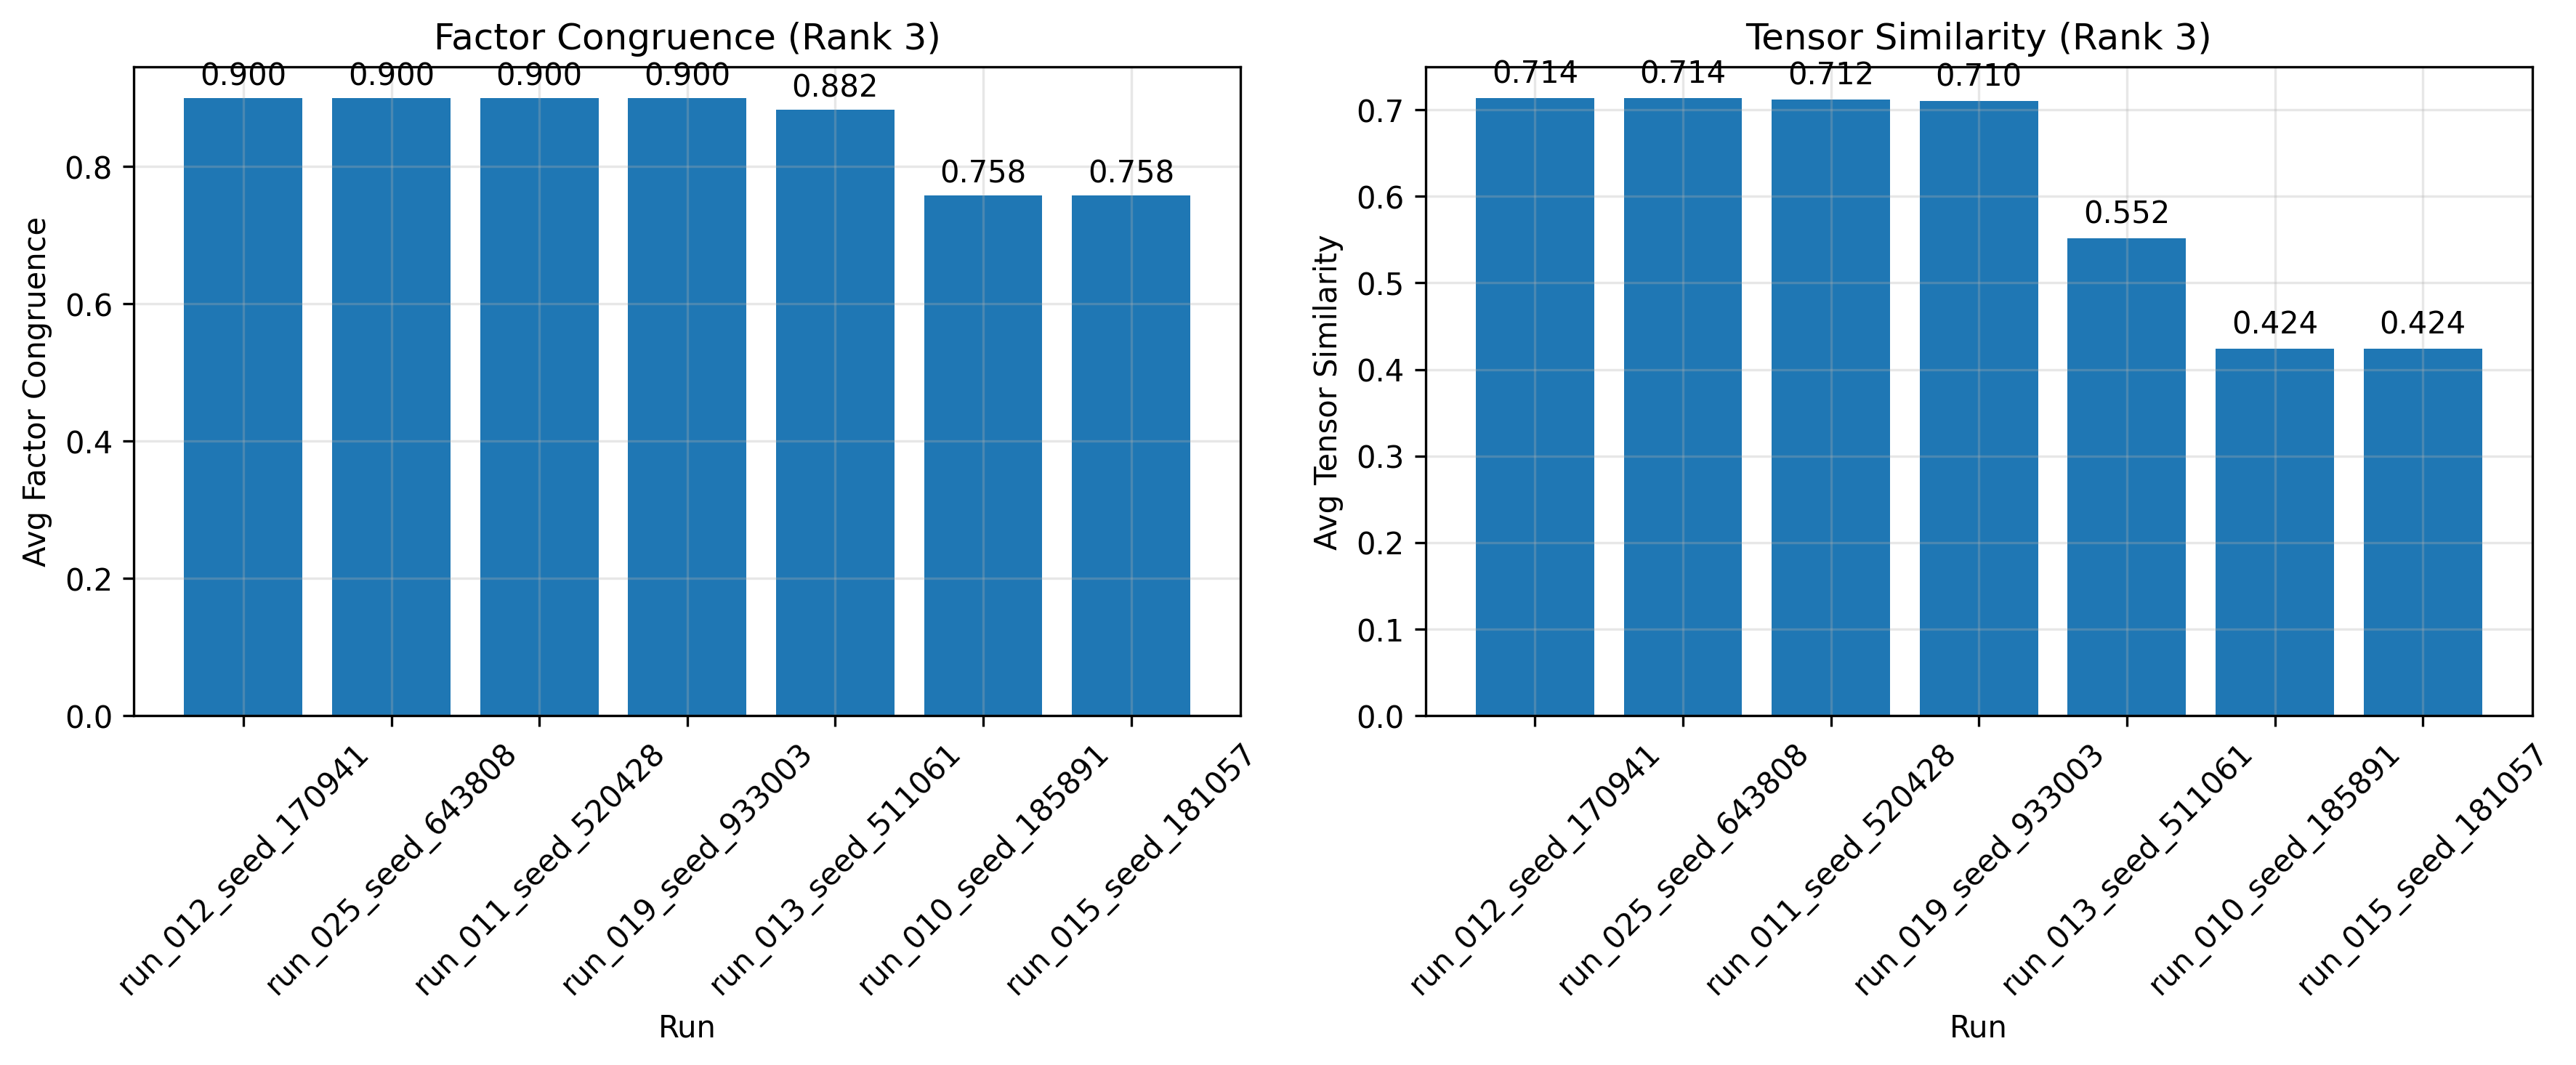 Factor Congruence (Rank 3)
0.900
0.900
0.900
0.900
0.882
0.758
0.758
0.8
0.6
0.4
0.2
0.0
Avg Factor Congruence
run_012_seed_170941
run_025_seed_643808
run_011_seed_520428
run_019_seed_933003
run_013_seed_511061
run_010_seed_185891
run_015_seed_181057
Run
Tensor Similarity (Rank 3)
0.714
0.714
0.712
0.710
0.552
0.424
0.424
0.7
0.6
0.5
0.4
0.3
0.2
0.1
0.0
Avg Tensor Similarity
run_012_seed_170941
run_025_seed_643808
run_011_seed_520428
run_019_seed_933003
run_013_seed_511061
run_010_seed_185891
run_015_seed_181057
Run